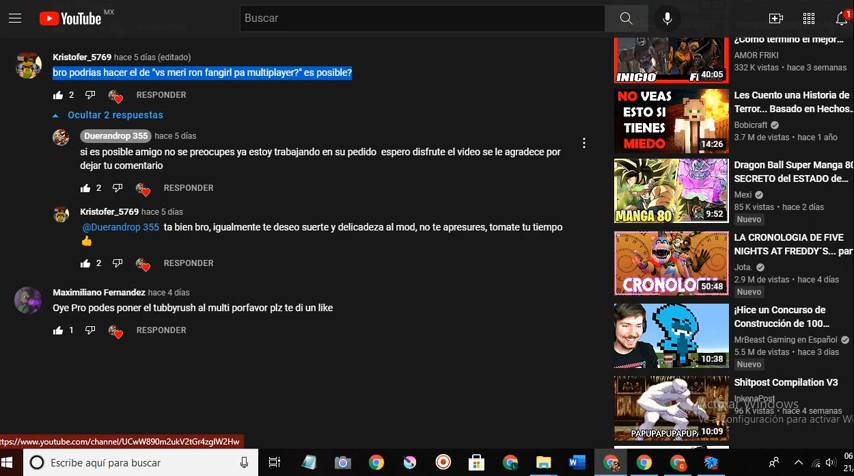 YouTube MX
Buscar
1
Kristofer_5769 hace 5 días (editado)
bro podrias hacer el de "vs meri ron fangirl pa multiplayer?" es posible?
2 RESPONDER
Ocultar 2 respuestas
Duerandrop 355 hace 5 días
si es posible amigo no se preocupes ya estoy trabajando en su pedido espero disfrute el video se le agradece por
dejar tu comentario
2 RESPONDER
Kristofer_5769 hace 5 días
@Duerandrop 355 ta bien bro, igualmente te deseo suerte y delicadeza al mod, no te apresures, tomate tu tiempo
2 RESPONDER
Maximiliano Fernandez hace 4 días
Oye Pro podes poner el tubbyrush al multi porfavor plz te di un like
1 RESPONDER
INICIO
40:05
¿Cómo terminó el mejor...
AMOR FRIKI
332 K vistas • hace 3 semanas
NO VEAS
ESTO SI
TIENES
MIEDO
14:26
Les Cuento una Historia de
Terror... Basado en Hechos...
Bobicraft
3.7 M de vistas • hace 1 año
MANGA 80
9:52
Dragon Ball Super Manga 80
SECRETO del ESTADO de...
Mexi
85 K vistas • hace 2 días
Nuevo
CRONOLOGIA
50:48
LA CRONOLOGIA DE FIVE
NIGHTS AT FREDDY´S... par
Jota.
2.9 M de vistas • hace 4 días
Nuevo
10:38
¡Hice un Concurso de
Construcción de 100...
MrBeast Gaming en Español
5.5 M de vistas • hace 3 días
Nuevo
PAPUPAPUPAPU
10:09
Shitpost Compilation V3
InkenaPost
96 K vistas • hace 4 semanas
Activar Windows
Ve a Configuración para activar Wi
ttps://www.youtube.com/channel/UCwW890m2ukV2tGr4zgIW2Hw
Escribe aquí para buscar
06
21